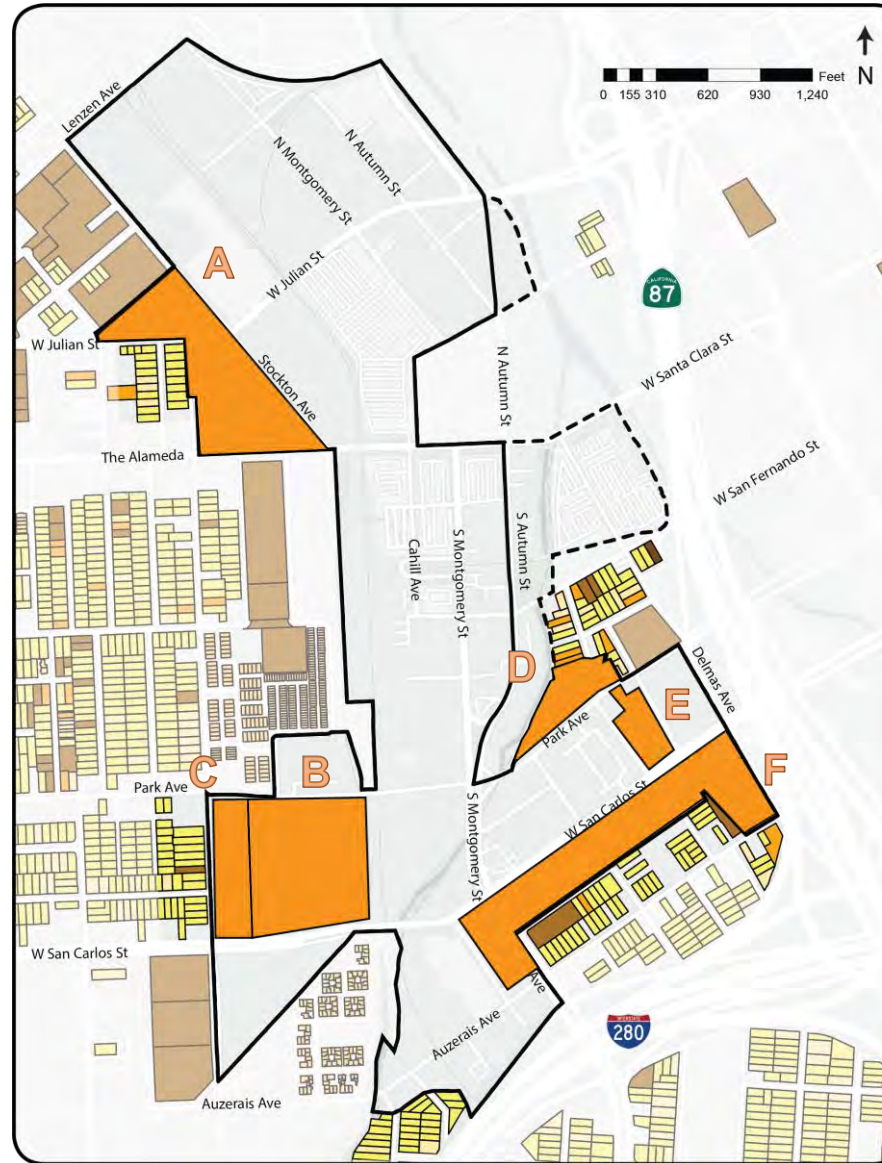 Lenzen Ave
N Montgomery St
N Autumn St
Feet
0 155 310 620 930 1,240
N
A
W Julian St
CALIFORNIA
87
W Julian St
Stockton Ave
N Autumn St
W Santa Clara St
The Alameda
W San Fernando St
Cahill Ave
S Montgomery St
S Autumn St
D
Delmas Ave
E
Park Ave
C
B
F
Park Ave
S Montgomery St
W San Carlos St
W San Carlos St
Ave
INTERSTATE
280
Auzerais Ave
Auzerais Ave